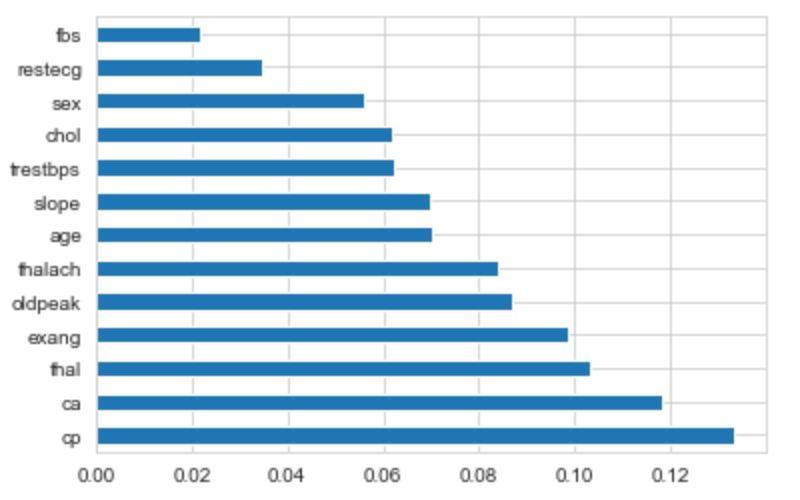 fbs
restecg
sex
chol
trestbps
slope
age
thalach
oldpeak
exang
thal
ca
cp
0.00 0.02 0.04 0.06 0.08 0.10 0.12